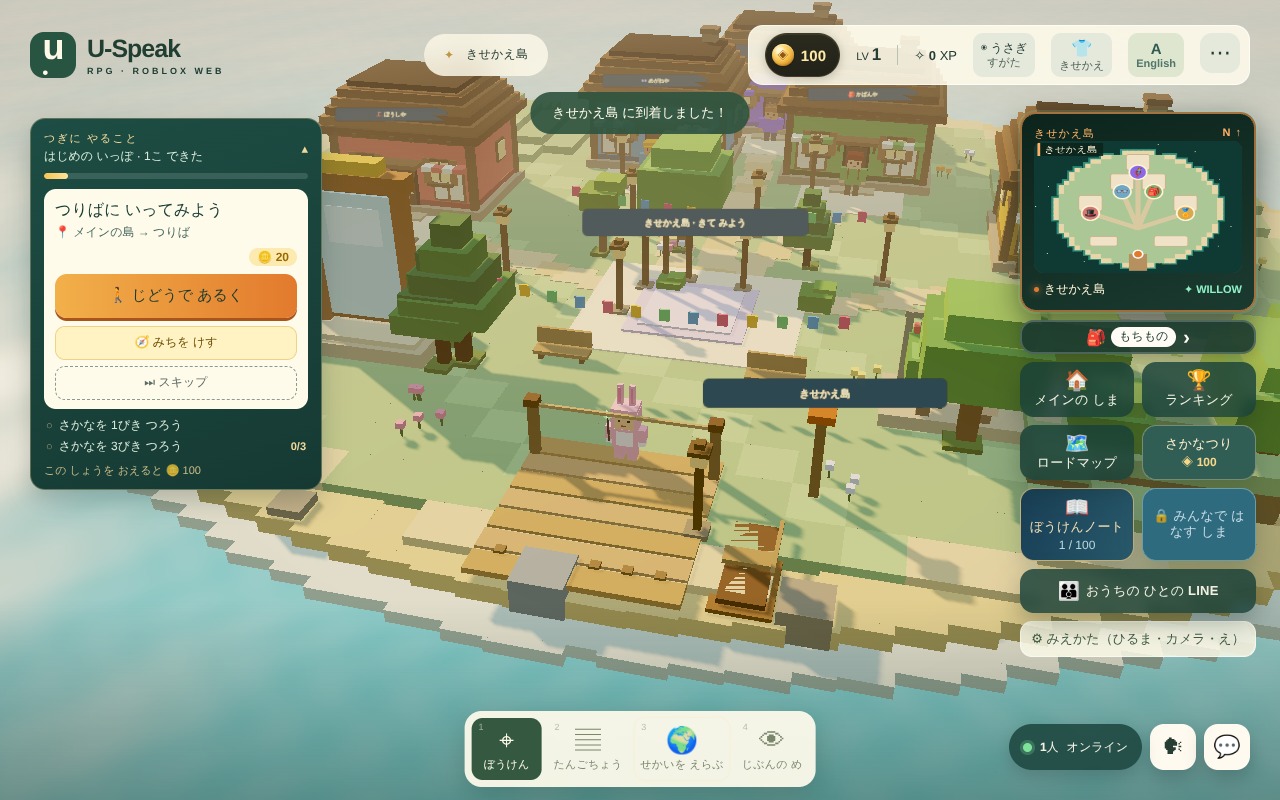 u
U-Speak
RPG · ROBLOX WEB
✦ きせかえ島
100
LV 1
✧ 0 XP
うさぎ
すがた
きせかえ
A
English
…
きせかえ島 に到着しました！
つぎに やること
はじめの いっぽ · 1こ できた
▲
つりばに いってみよう
📍 メインの島 → つりば
🪙 20
🚶 じどうで あるく
🧭 みちを けす
⏭ スキップ
○ さかなを 1ぴき つろう
○ さかなを 3びき つろう 0/3
この しょうを おえると 🪙 100
ぼうしや
めがねや
かばんや
きせかえ島 · きて みよう
きせかえ島
きせかえ島
N ↑
きせかえ島
きせかえ島
✦ WILLOW
🎒 もちもの ›
🏠
メインの しま
🏆
ランキング
🗺️
ロードマップ
さかなつり
◈ 100
📖
ぼうけんノート
1 / 100
🔒 みんなで は
なす しま
👪 おうちの ひとの LINE
⚙ みえかた（ひるま・カメラ・え）
1
ぼうけん
2
たんごちょう
3
せかいを えらぶ
4
じぶんの め
1人 オンライン